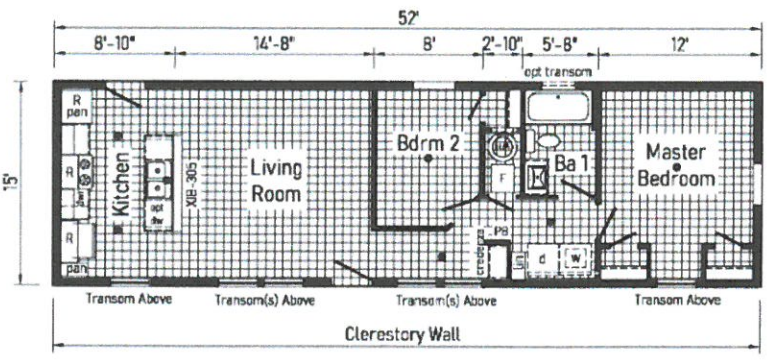 52'
8'-10" 14'-8" 8' 2'-10" 5'-8" 12'
opt transom
R
pan
Bdrm 2
Living
Room
Kitchen
XIB-305
Ba 1
Master
Bedroom
15'
R
F
opt
dw
R
PB
credenza
d
w
pan
Transom Above Transom(s) Above Transom(s) Above Transom Above
Clerestory Wall